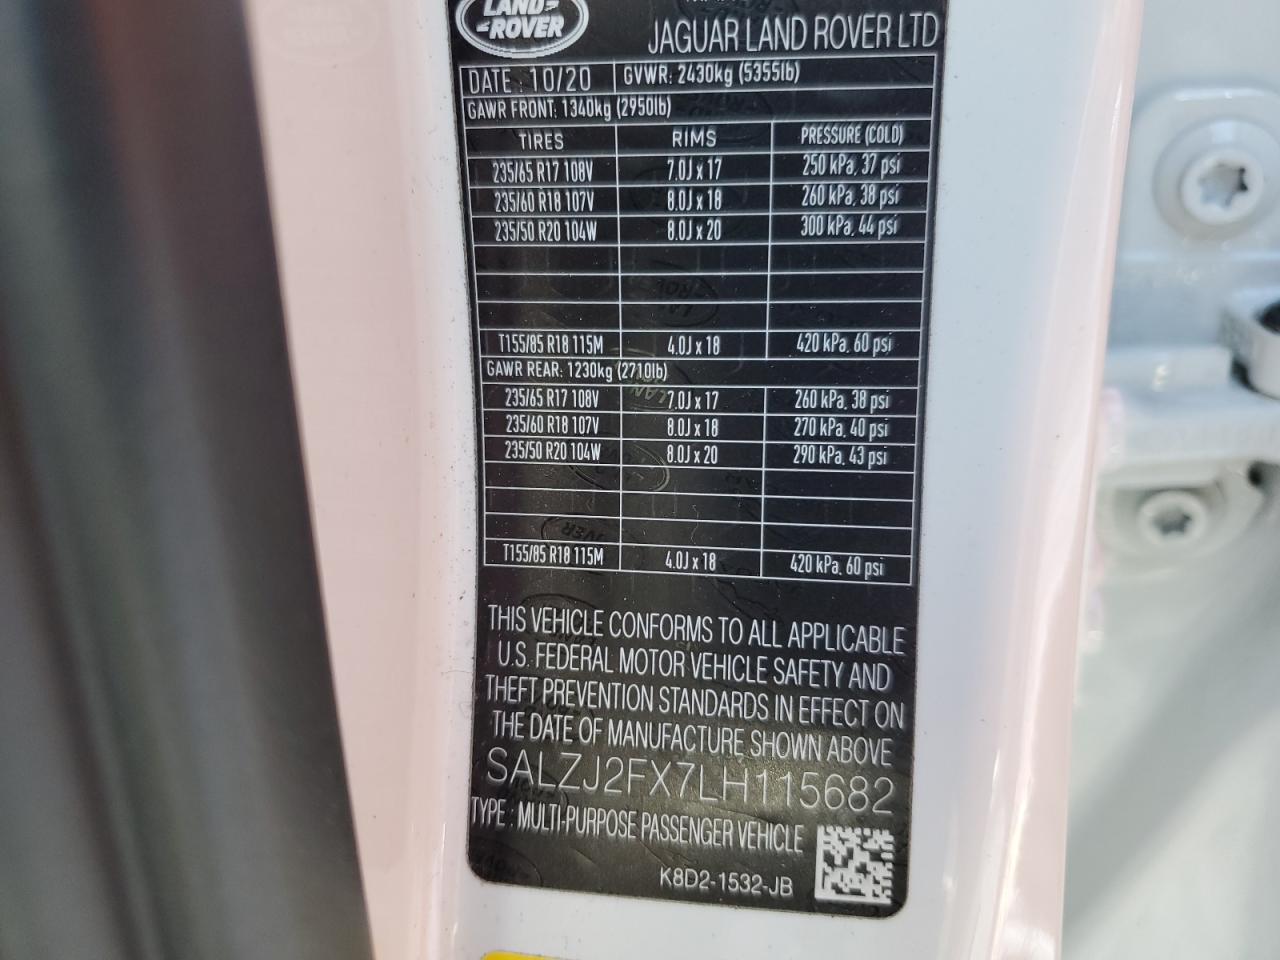 LAND-
-ROVER
JAGUAR LAND ROVER LTD
DATE : 10/20 GVWR: 2430kg (5355lb)
GAWR FRONT: 1340kg (2950lb)
TIRES RIMS PRESSURE (COLD)
235/65 R17 108V 7.0J x 17 250 kPa, 37 psi
235/60 R18 107V 8.0J x 18 260 kPa, 38 psi
235/50 R20 104W 8.0J x 20 300 kPa, 44 psi
T155/85 R18 115M 4.0J x 18 420 kPa, 60 psi
GAWR REAR: 1230kg (2710lb)
235/65 R17 108V 7.0J x 17 260 kPa, 38 psi
235/60 R18 107V 8.0J x 18 270 kPa, 40 psi
235/50 R20 104W 8.0J x 20 290 kPa, 43 psi
T155/85 R18 115M 4.0J x 18 420 kPa, 60 psi
THIS VEHICLE CONFORMS TO ALL APPLICABLE
U.S. FEDERAL MOTOR VEHICLE SAFETY AND
THEFT PREVENTION STANDARDS IN EFFECT ON
THE DATE OF MANUFACTURE SHOWN ABOVE
SALZJ2FX7LH115682
TYPE : MULTI-PURPOSE PASSENGER VEHICLE
K8D2-1532-JB